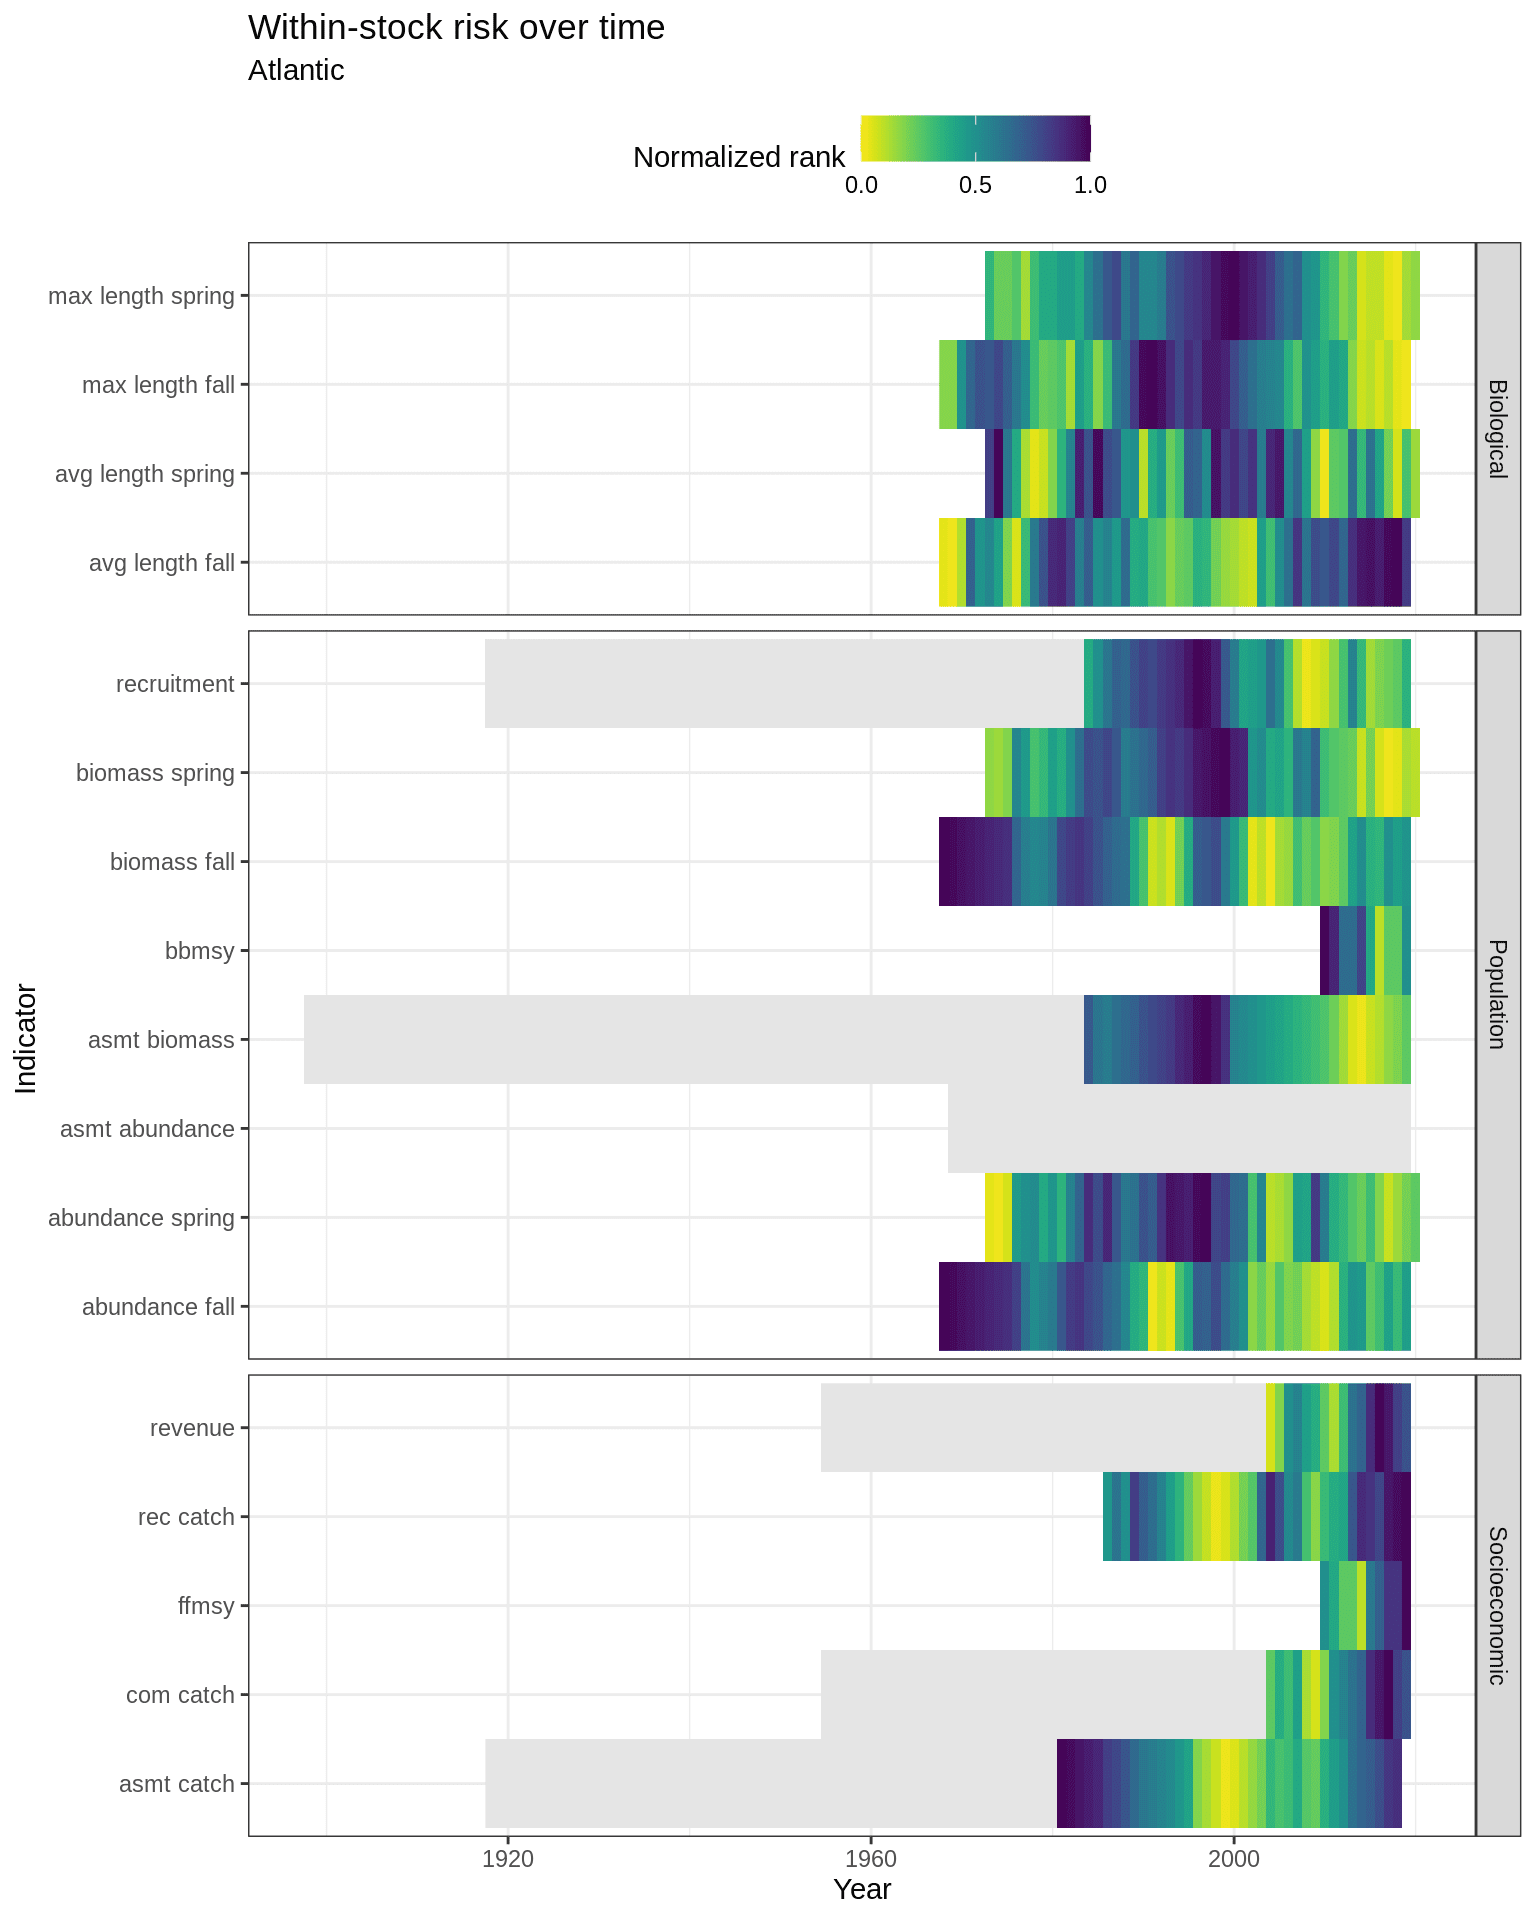 Within-stock risk over time
Atlantic
Normalized rank
0.0 0.5 1.0
max length spring
max length fall
avg length spring
avg length fall
Biological
recruitment
biomass spring
biomass fall
bbmsy
asmt biomass
asmt abundance
abundance spring
abundance fall
Population
revenue
rec catch
ffmsy
com catch
asmt catch
Socioeconomic
Indicator
1920 1960 2000
Year